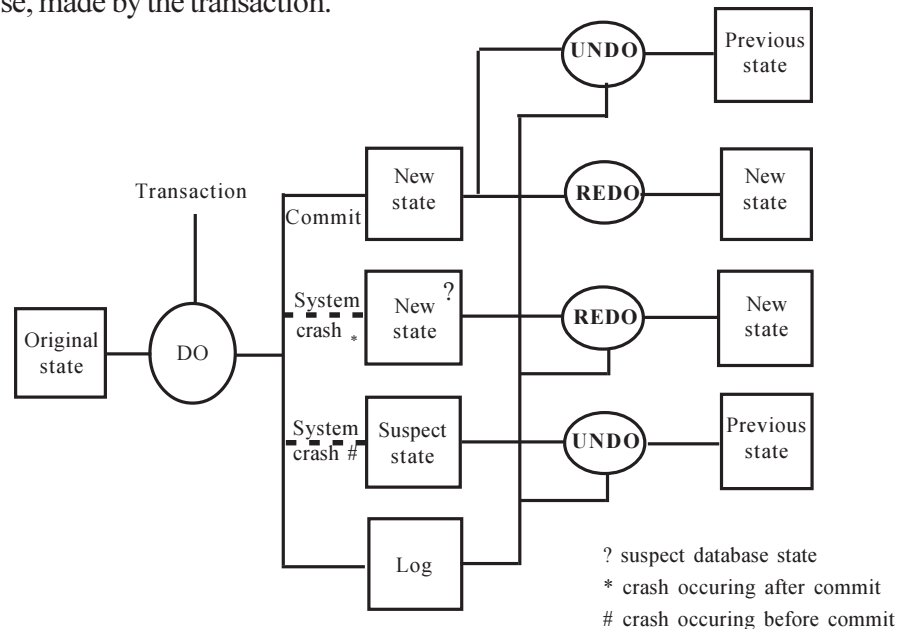 se, made by the transaction.
UNDO
Previous
state
Transaction
New
state
REDO
New
state
Commit
System
crash *
New ?
state
REDO
New
state
Original
state
DO
System
crash #
Suspect
state
UNDO
Previous
state
Log
? suspect database state
* crash occuring after commit
# crash occuring before commit